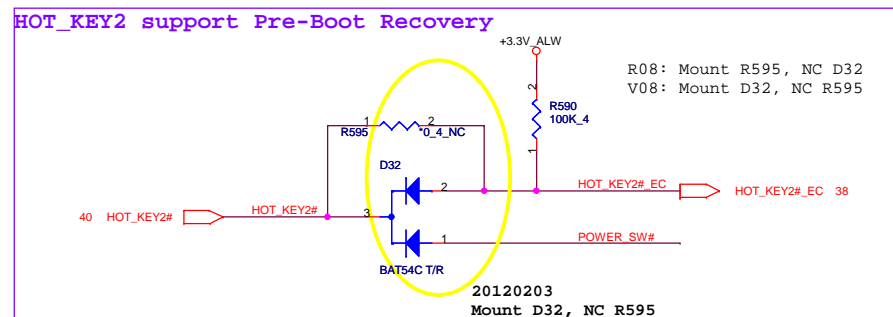 HOT_KEY2 support Pre-Boot Recovery
+3.3V_ALW
R08: Mount R595, NC D32
V08: Mount D32, NC R595
2
R590
100K_4
1
1
2
R595
*0_4_NC
D32
2
HOT_KEY2#_EC
HOT_KEY2#_EC 38
40 HOT_KEY2#
HOT_KEY2#
3
1
POWER_SW#
BAT54C T/R
20120203
Mount D32, NC R595